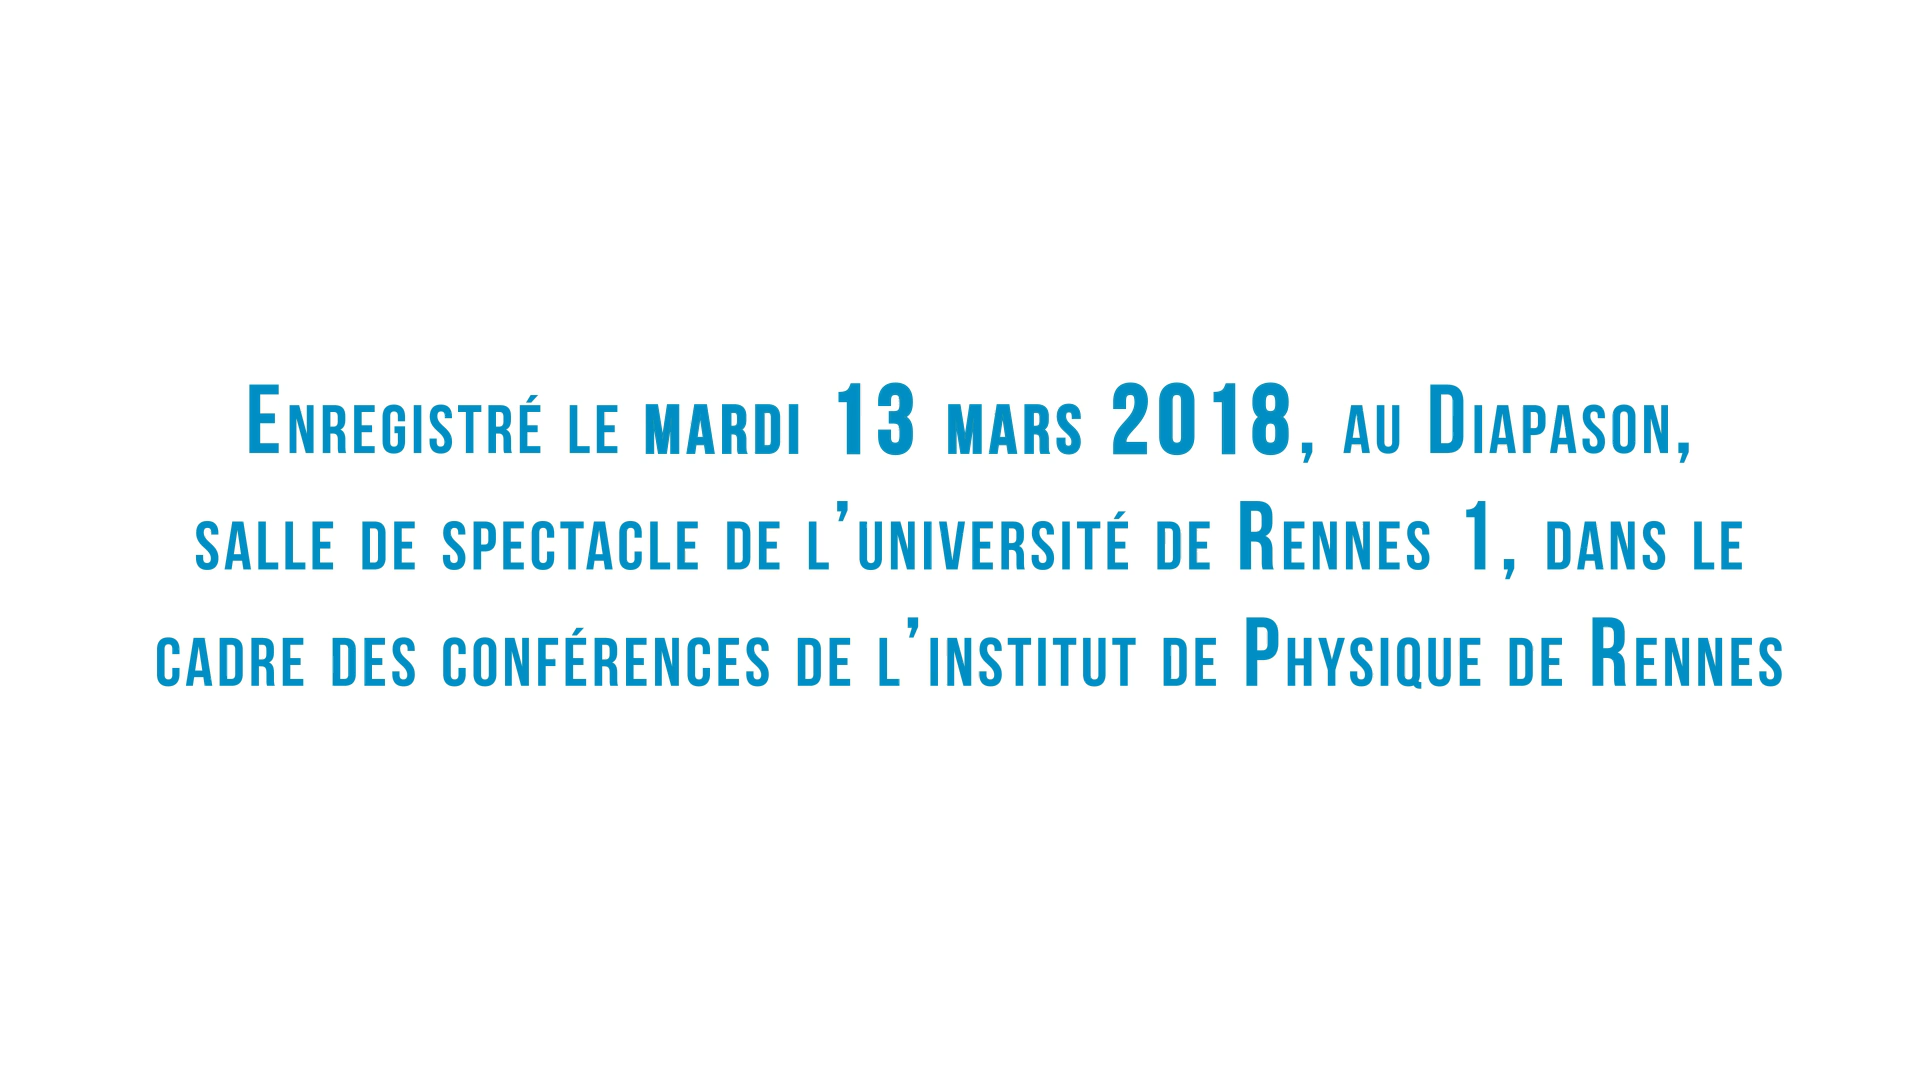 Enregistré le mardi 13 mars 2018, au Diapason,
salle de spectacle de l’université de Rennes 1, dans le
cadre des conférences de l’institut de Physique de Rennes